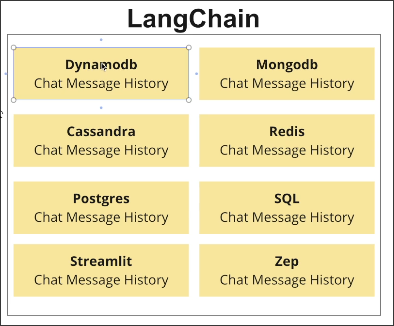 LangChain
Dynamodb
Chat Message History
Mongodb
Chat Message History
Cassandra
Chat Message History
Redis
Chat Message History
Postgres
Chat Message History
SQL
Chat Message History
Streamlit
Chat Message History
Zep
Chat Message History